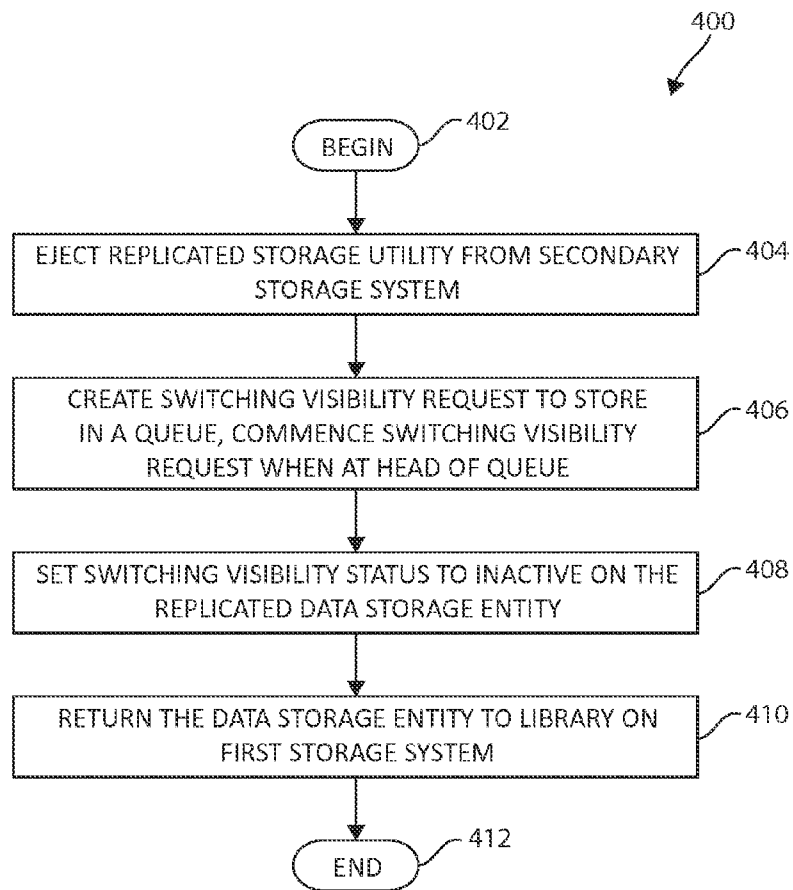 400
BEGIN
402
EJECT REPLICATED STORAGE UTILITY FROM SECONDARY
STORAGE SYSTEM
404
CREATE SWITCHING VISIBILITY REQUEST TO STORE
IN A QUEUE, COMMENCE SWITCHING VISIBILITY
REQUEST WHEN AT HEAD OF QUEUE
406
SET SWITCHING VISIBILITY STATUS TO INACTIVE ON THE
REPLICATED DATA STORAGE ENTITY
408
RETURN THE DATA STORAGE ENTITY TO LIBRARY ON
FIRST STORAGE SYSTEM
410
END
412